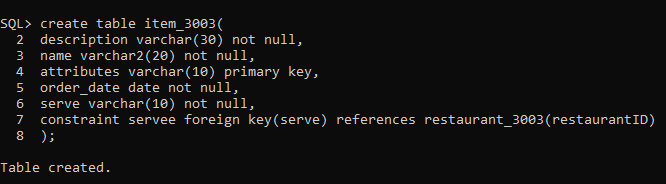 SQL> create table item_3003(
2 description varchar(30) not null,
3 name varchar2(20) not null,
4 attributes varchar(10) primary key,
5 order_date date not null,
6 serve varchar(10) not null,
7 constraint servee foreign key(serve) references restaurant_3003(restaurantID)
8 );
Table created.